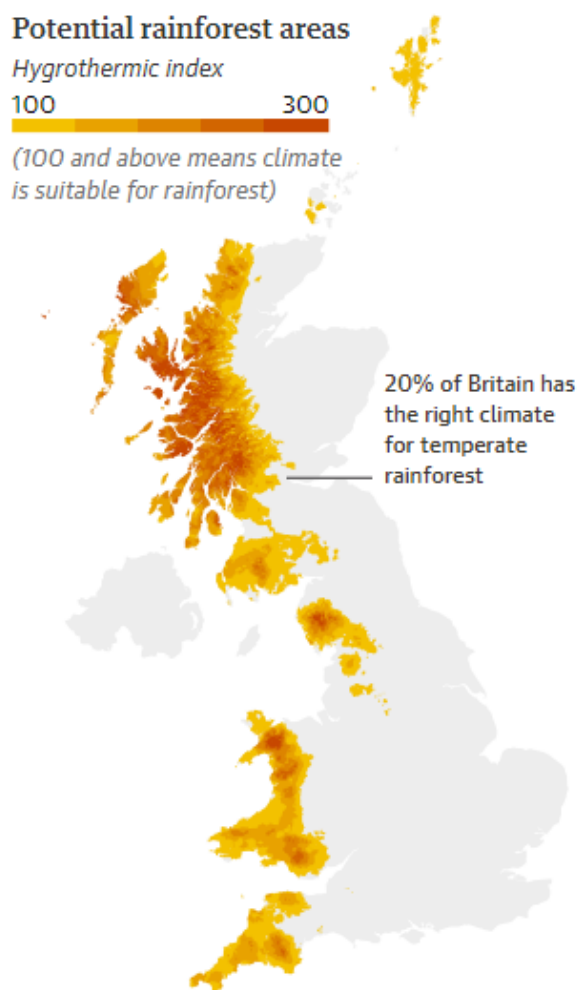 Potential rainforest areas
Hygrothermic index
100 300
(100 and above means climate
is suitable for rainforest)
20% of Britain has
the right climate
for temperate
rainforest